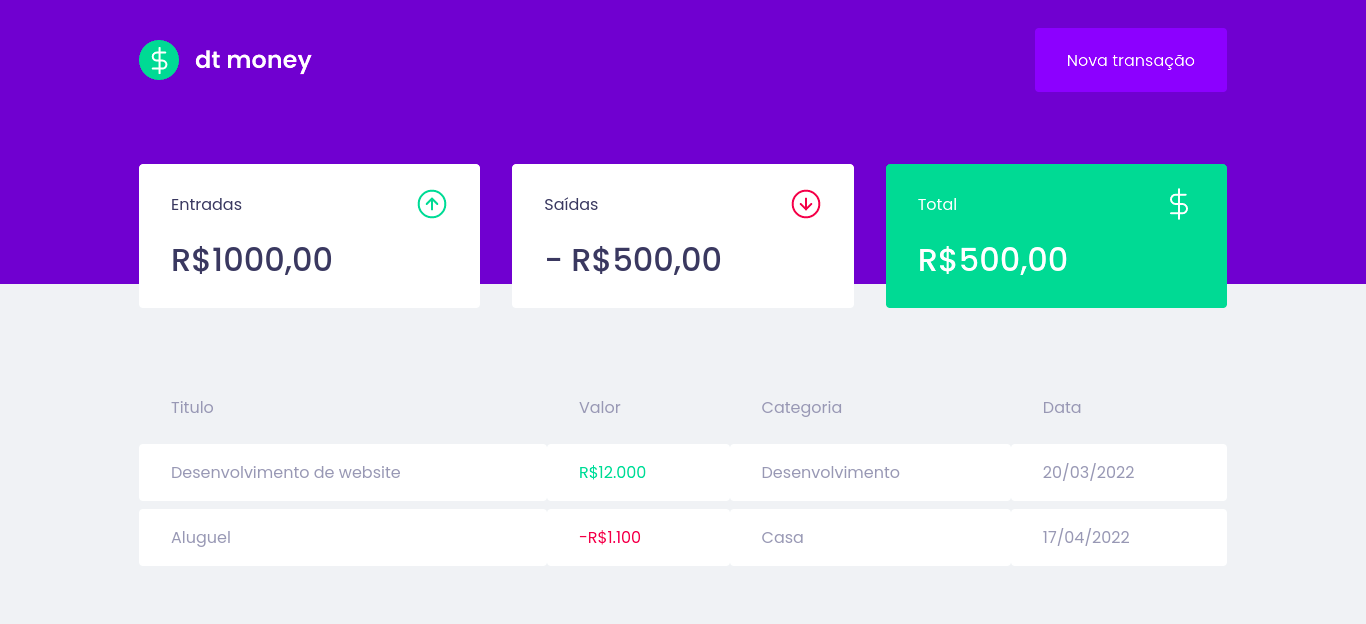 dt money
Nova transação
Entradas
R$1000,00
Saídas
- R$500,00
Total
$
R$500,00
Titulo Valor Categoria Data
Desenvolvimento de website R$12.000 Desenvolvimento 20/03/2022
Aluguel -R$1.100 Casa 17/04/2022